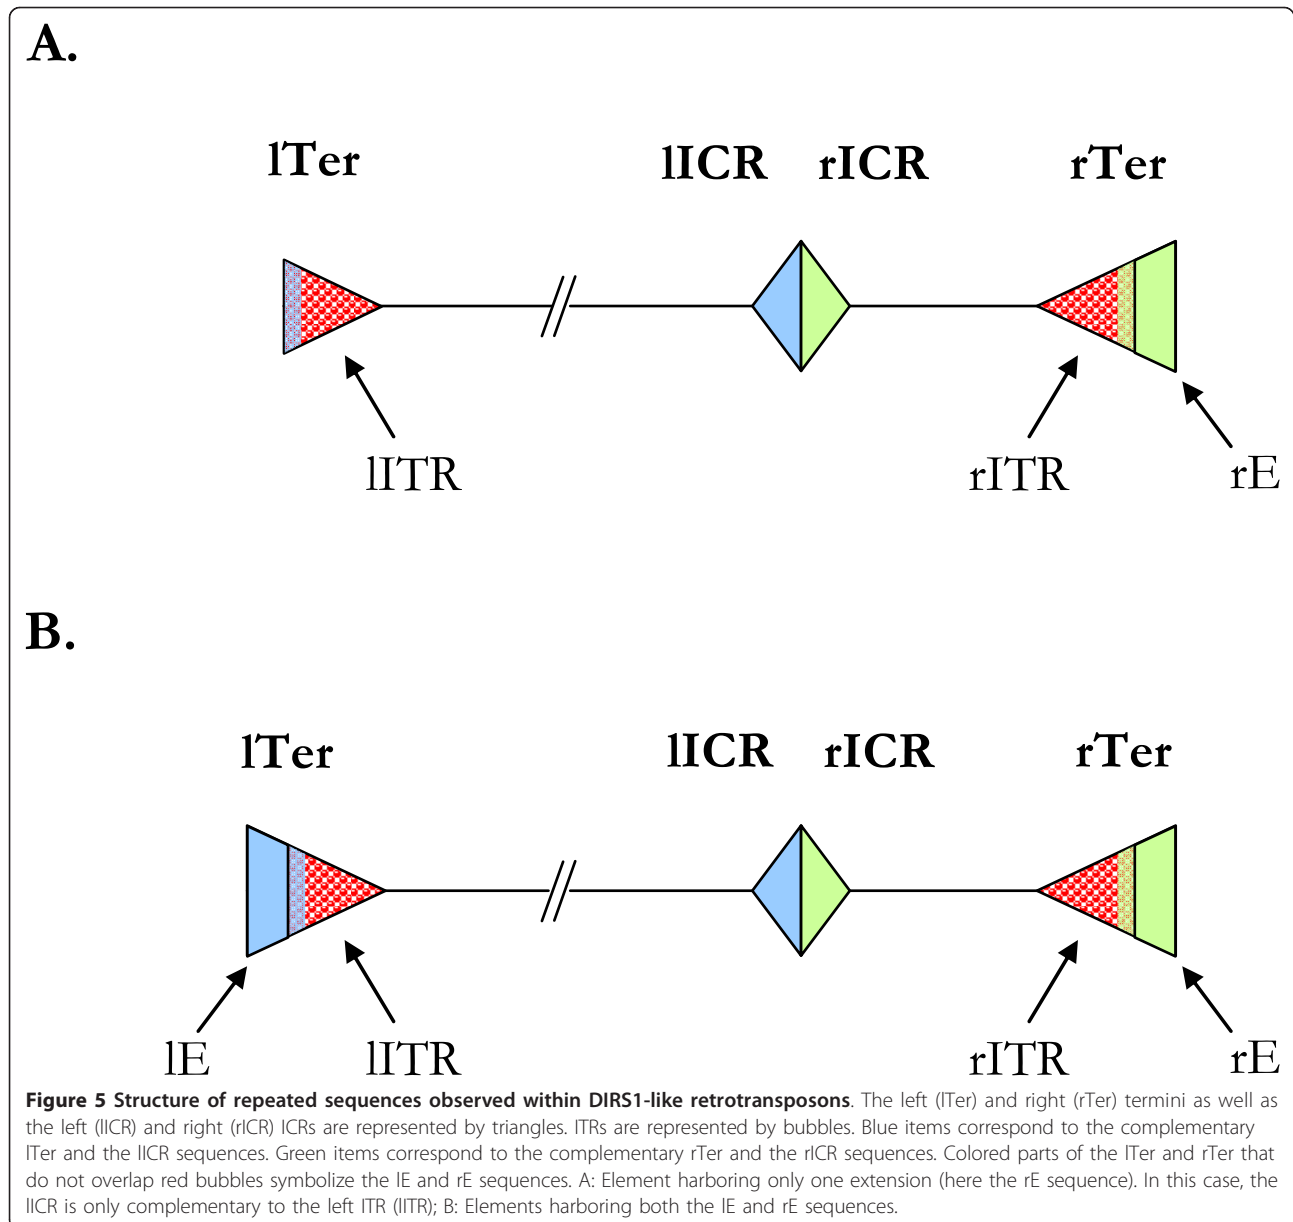 A.
lTer lICR rICR rTer
lITR rITR rE
B.
lTer lICR rICR rTer
lE lITR rITR rE
Figure 5 Structure of repeated sequences observed within DIRS1-like retrotransposons. The left (lTer) and right (rTer) termini as well as
the left (lICR) and right (rICR) ICRs are represented by triangles. ITRs are represented by bubbles. Blue items correspond to the complementary
lTer and the lICR sequences. Green items correspond to the complementary rTer and the rICR sequences. Colored parts of the lTer and rTer that
do not overlap red bubbles symbolize the lE and rE sequences. A: Element harboring only one extension (here the rE sequence). In this case, the
lICR is only complementary to the left ITR (lITR); B: Elements harboring both the lE and rE sequences.